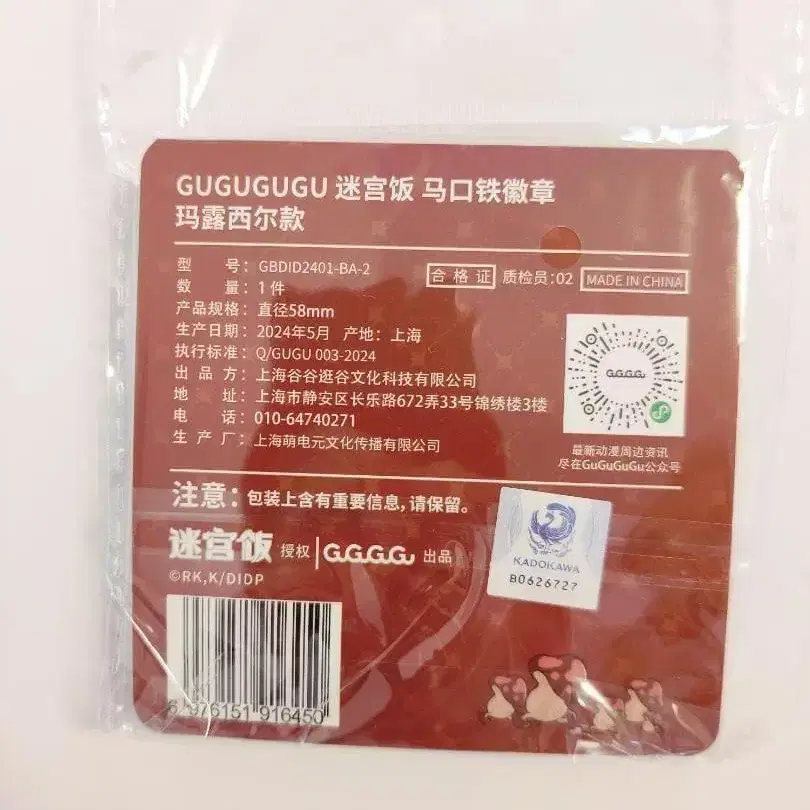 GUGUGUGU 迷宫饭 马口铁徽章
玛露西尔款
型 号：GBDID2401-BA-2
数 量：1 件
产品规格：直径58mm
生产日期：2024年5月 产地：上海
执行标准：Q/GUGU 003-2024
出 品 方：上海谷谷逛谷文化科技有限公司
地 址：上海市静安区长乐路672弄33号锦绣楼3楼
电 话：010-64740271
生 产 厂：上海萌电元文化传播有限公司
合格证 质检员:02 MADE IN CHINA
GuGuGuGu
最新动漫周边资讯
尽在GuGuGuGu公众号
注意：包装上含有重要信息，请保留。
迷宫饭 授权 | GuGuGuGu 出品
©RK,K/DIDP
KADOKAWA
B0626727
6 976151 916450